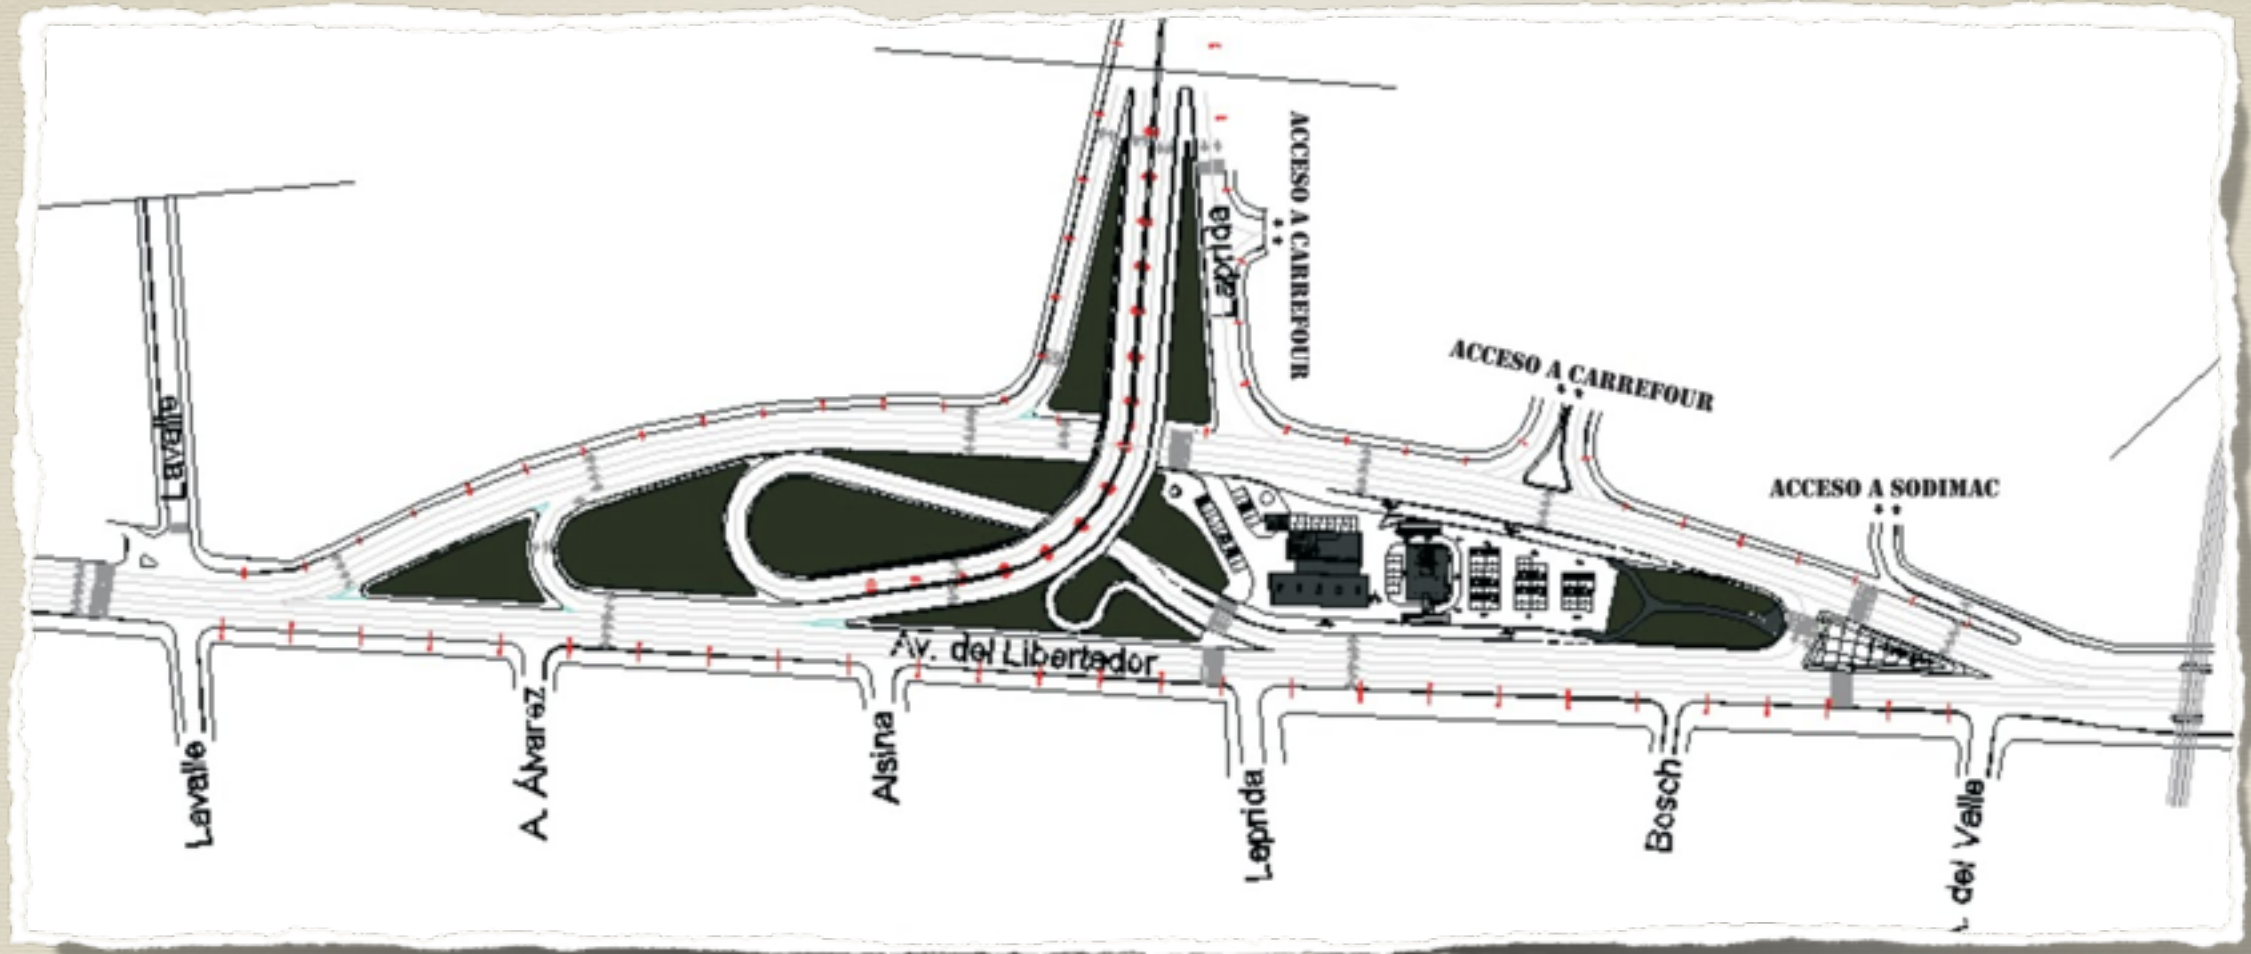 ACCESO A CARREFOUR
Laprida
ACCESO A CARREFOUR
Lavalle
ACCESO A SODIMAC
Av. del Libertador
Lavalle
A. Álvarez
Alsina
Laprida
Bosch
del Valle